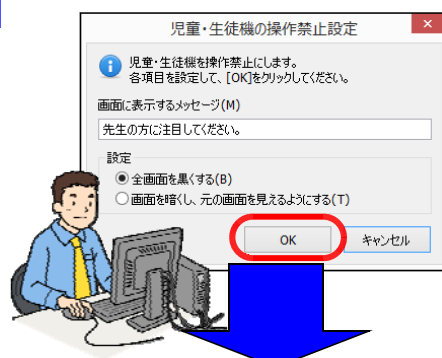 児童・生徒機の操作禁止設定
児童・生徒機を操作禁止にします。
各項目を設定して、[OK]をクリックしてください。
画面に表示するメッセージ(M)
先生の方に注目してください。
設定
全画面を黒くする(B)
画面を暗くし、元の画面を見えるようにする(T)
OK
キャンセル